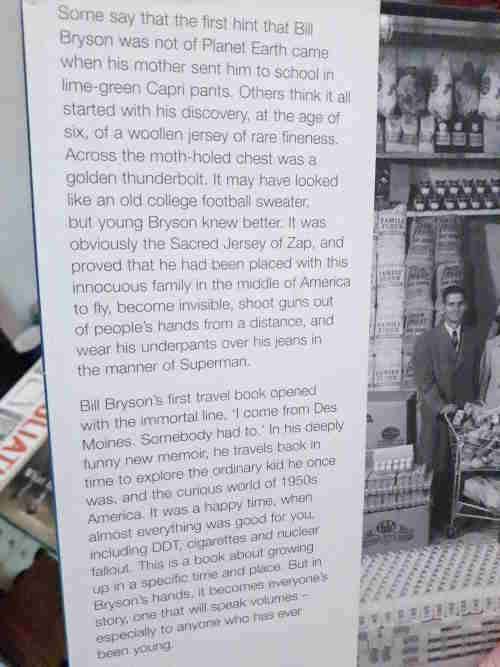 Some say that the first hint that Bill
Bryson was not of Planet Earth came
when his mother sent him to school in
lime-green Capri pants. Others think it all
started with his discovery, at the age of
six, of a woollen jersey of rare fineness.
Across the moth-holed chest was a
golden thunderbolt. It may have looked
like an old college football sweater,
but young Bryson knew better. It was
obviously the Sacred Jersey of Zap, and
proved that he had been placed with this
innocuous family in the middle of America
to fly, become invisible, shoot guns out
of people's hands from a distance, and
wear his underpants over his jeans in
the manner of Superman.
Bill Bryson's first travel book opened
with the immortal line, 'I come from Des
Moines. Somebody had to.' In his deeply
funny new memoir, he travels back in
time to explore the ordinary kid he once
was, and the curious world of 1950s
America. It was a happy time, when
almost everything was good for you,
including DDT, cigarettes and nuclear
fallout. This is a book about growing
up in a specific time and place. But in
Bryson's hands, it becomes everyone's
story, one that will speak volumes –
especially to anyone who has ever
been young.